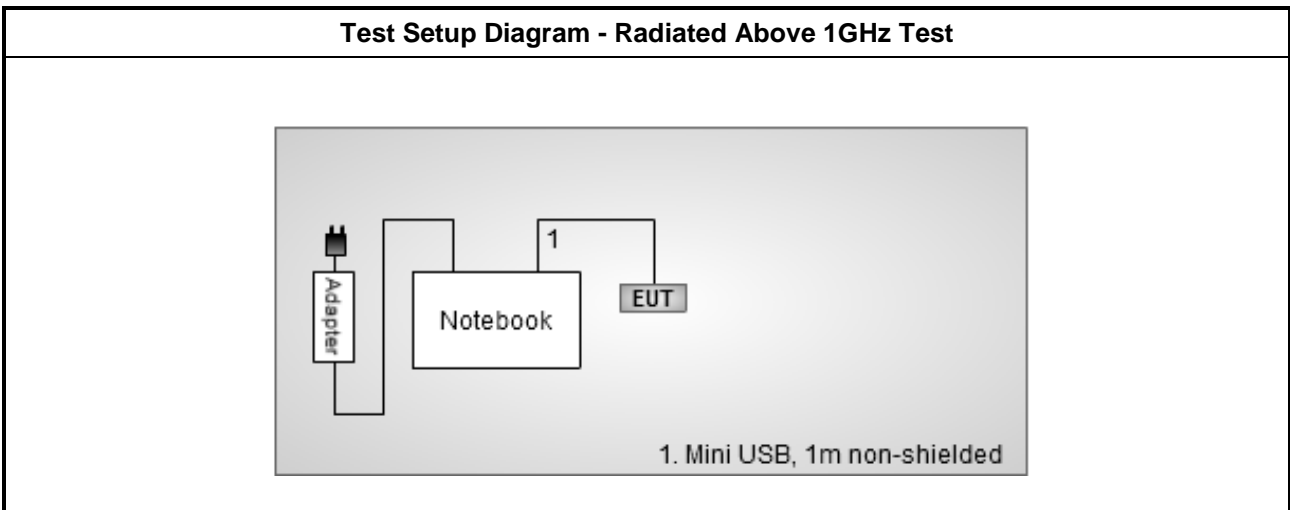 Test Setup Diagram - Radiated Above 1GHz Test
1
Adapter
Notebook
EUT
1. Mini USB, 1m non-shielded